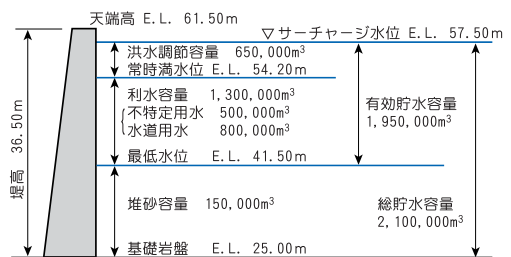 天端高 E.L. 61.50m
▽サーチャージ水位 E.L. 57.50m
洪水調節容量 650,000m³
常時満水位 E.L. 54.20m
利水容量 1,300,000m³
不特定用水 500,000m³
水道用水 800,000m³
有効貯水容量
1,950,000m³
最低水位 E.L. 41.50m
堤高 36.50m
堆砂容量 150,000m³
総貯水容量
2,100,000m³
基礎岩盤 E.L. 25.00m